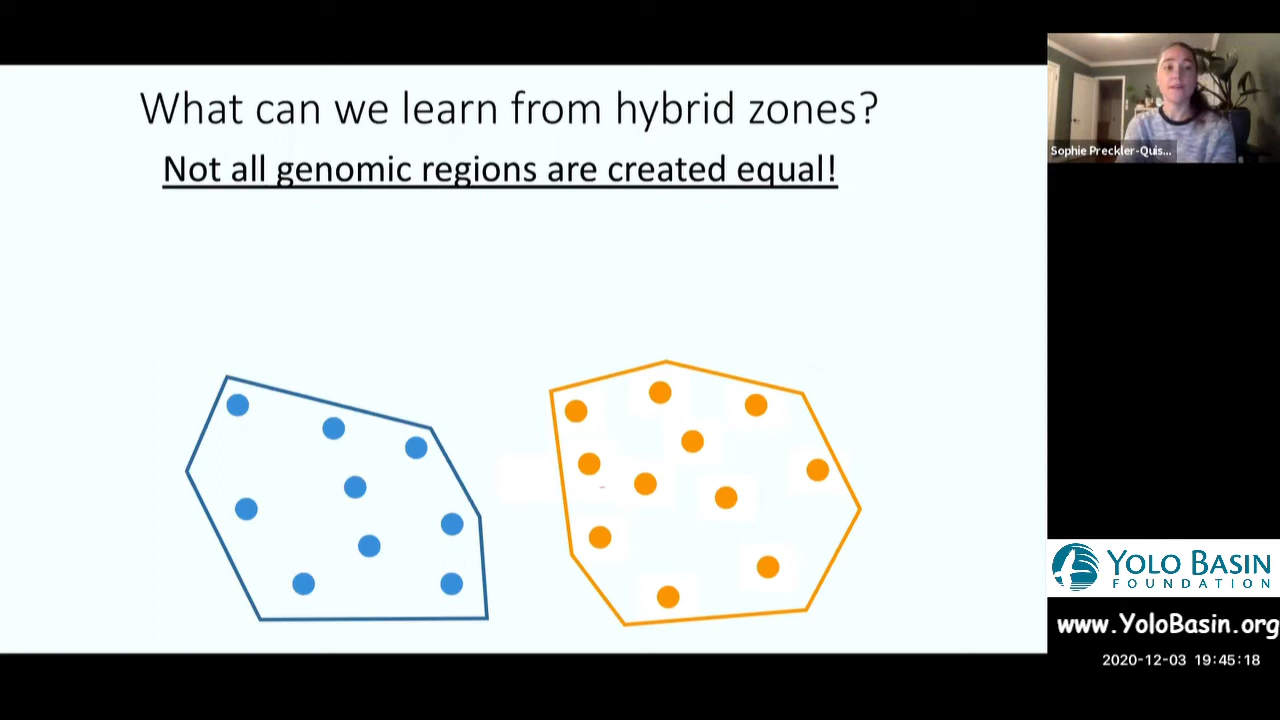 What can we learn from hybrid zones?
Not all genomic regions are created equal!
Sophie Preckler-Quis...
YOLO BASIN
FOUNDATION
www.YoloBasin.org
2020-12-03 19:45:18